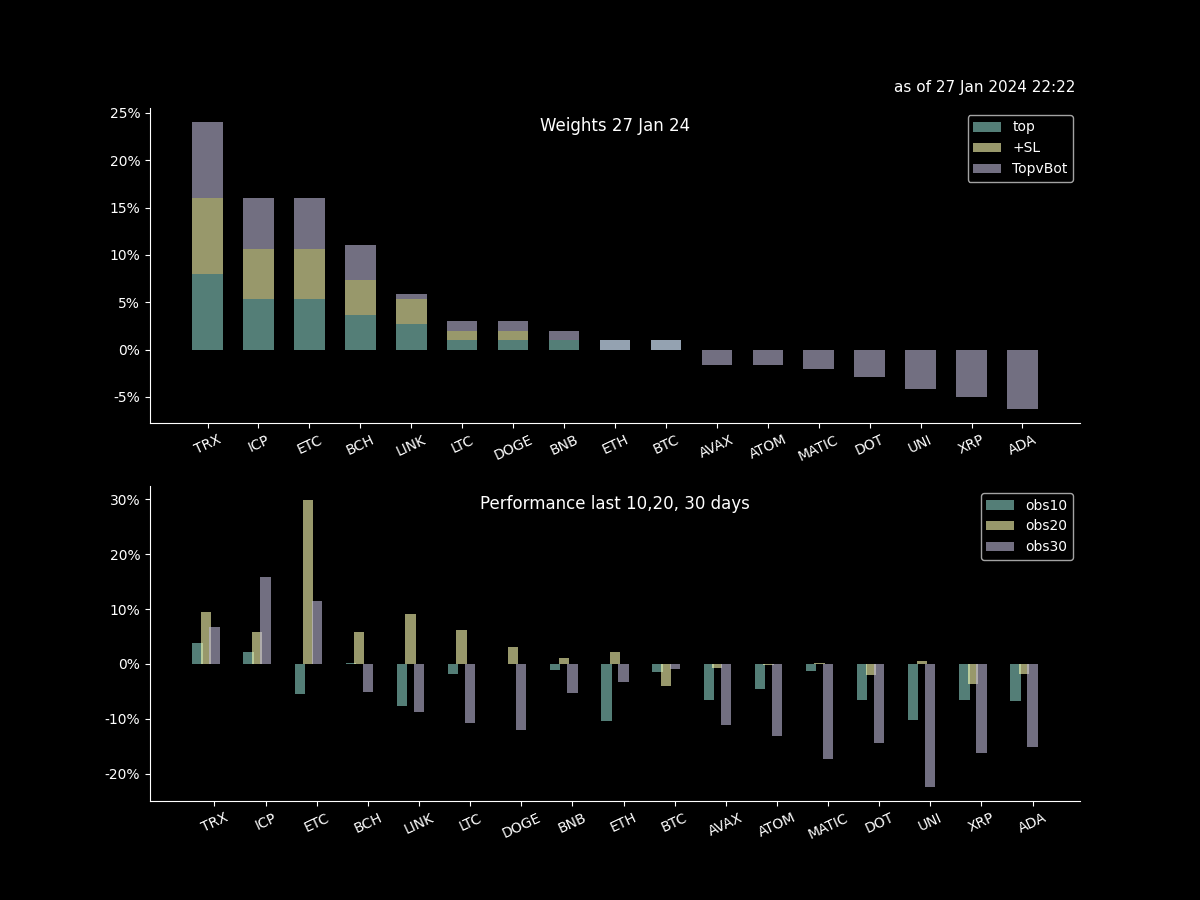 as of 27 Jan 2024 22:22
Weights 27 Jan 24
top
+SL
TopvBot
25%
20%
15%
10%
5%
0%
-5%
TRX ICP ETC BCH LINK LTC DOGE BNB ETH BTC AVAX ATOM MATIC DOT UNI XRP ADA
Performance last 10,20, 30 days
obs10
obs20
obs30
30%
20%
10%
0%
-10%
-20%
TRX ICP ETC BCH LINK LTC DOGE BNB ETH BTC AVAX ATOM MATIC DOT UNI XRP ADA